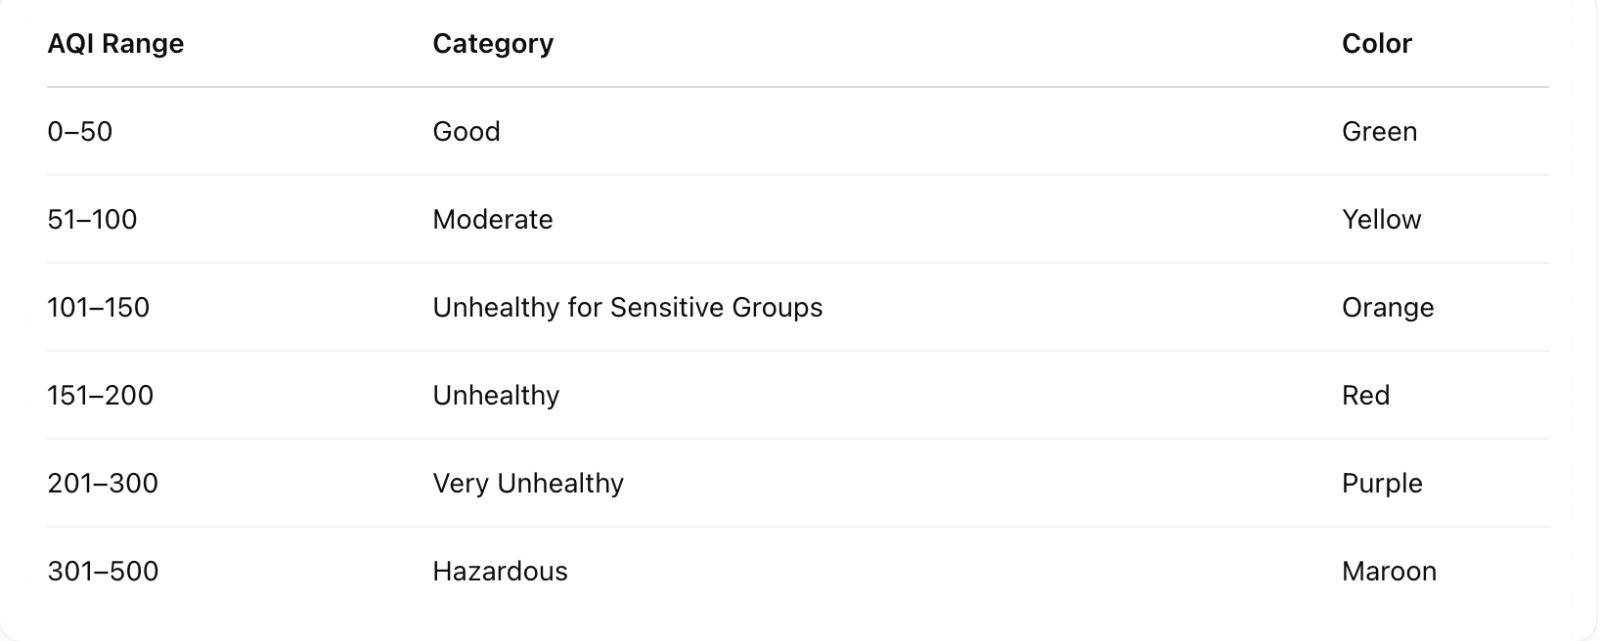 AQI Range Category Color
0–50 Good Green
51–100 Moderate Yellow
101–150 Unhealthy for Sensitive Groups Orange
151–200 Unhealthy Red
201–300 Very Unhealthy Purple
301–500 Hazardous Maroon